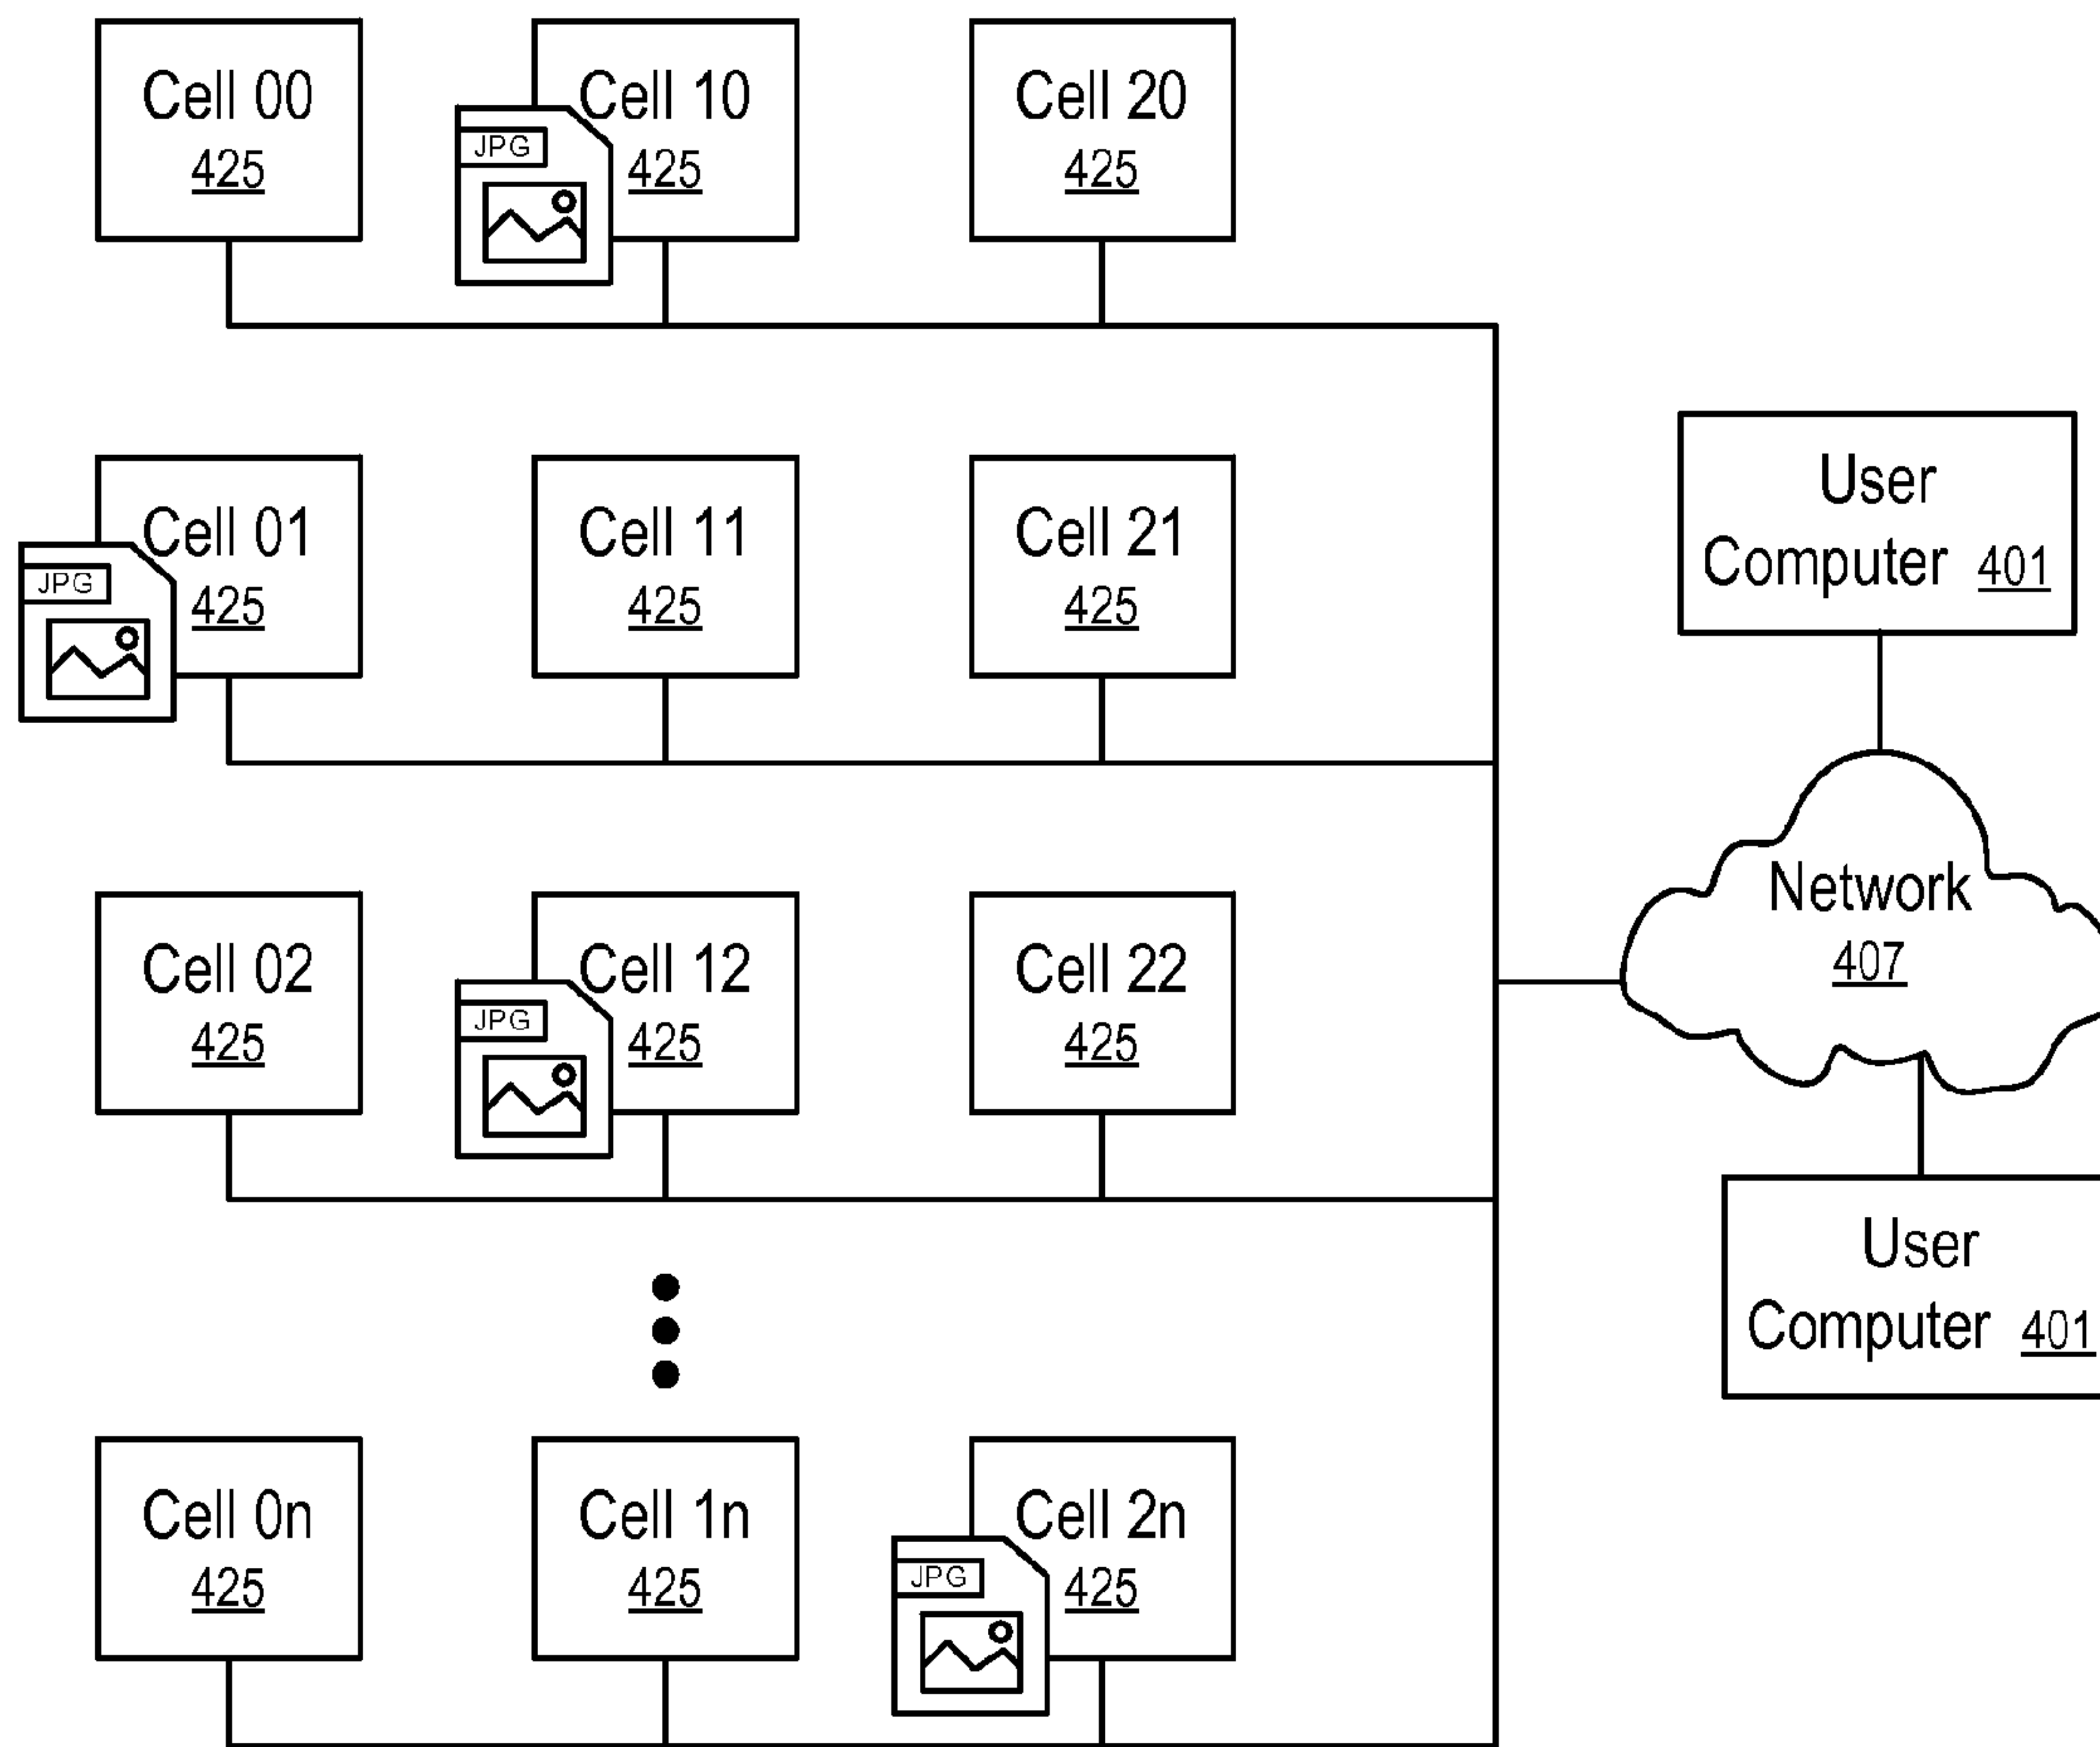 Cell 00
425
Cell 10
JPG
425
Cell 20
425
Cell 01
JPG
425
Cell 11
425
Cell 21
425
User
Computer 401
Cell 02
425
Cell 12
JPG
425
Cell 22
425
Network
407
User
Computer 401
Cell 0n
425
Cell 1n
425
Cell 2n
JPG
425